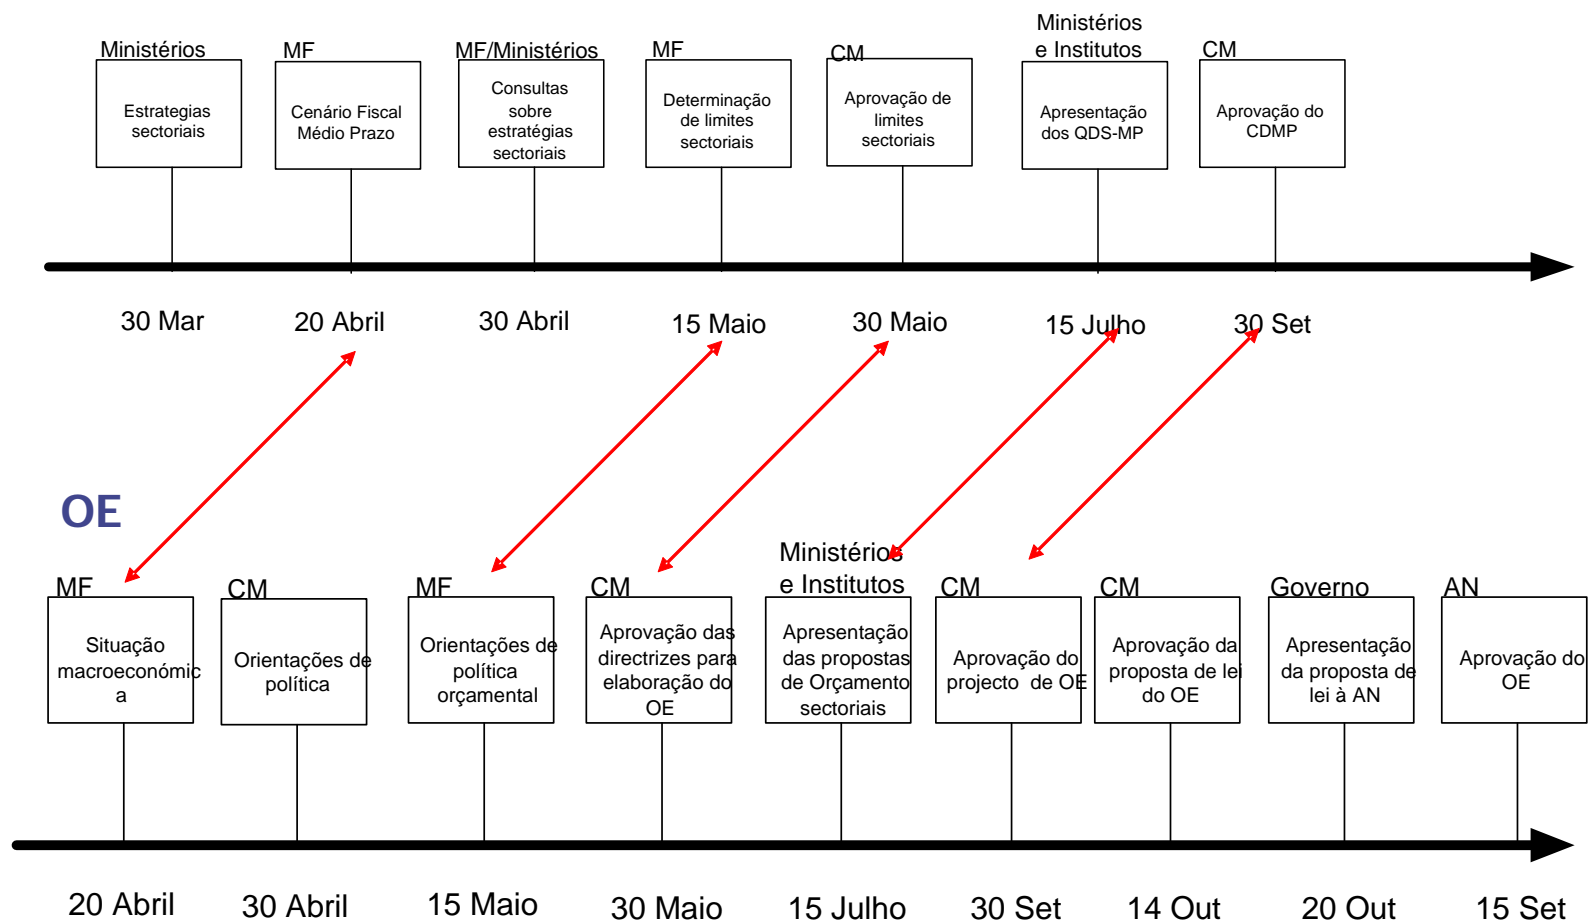 Ministérios
Estrategias
sectoriais
MF
Cenário Fiscal
Médio Prazo
MF/Ministérios
Consultas
sobre
estratégias
sectoriais
MF
Determinação
de limites
sectoriais
CM
Aprovação de
limites
sectoriais
Ministérios
e Institutos
Apresentação
dos QDS-MP
CM
Aprovação do
CDMP
30 Mar
20 Abril
30 Abril
15 Maio
30 Maio
15 Julho
30 Set
OE
MF
Situação
macroeconómic
a
CM
Orientações de
política
MF
Orientações de
política
orçamental
CM
Aprovação das
directrizes para
elaboração do
OE
Ministérios
e Institutos
Apresentação
das propostas
de Orçamento
sectoriais
CM
Aprovação do
projecto de OE
CM
Aprovação da
proposta de lei
do OE
Governo
Apresentação
da proposta de
lei à AN
AN
Aprovação do
OE
20 Abril
30 Abril
15 Maio
30 Maio
15 Julho
30 Set
14 Out
20 Out
15 Set